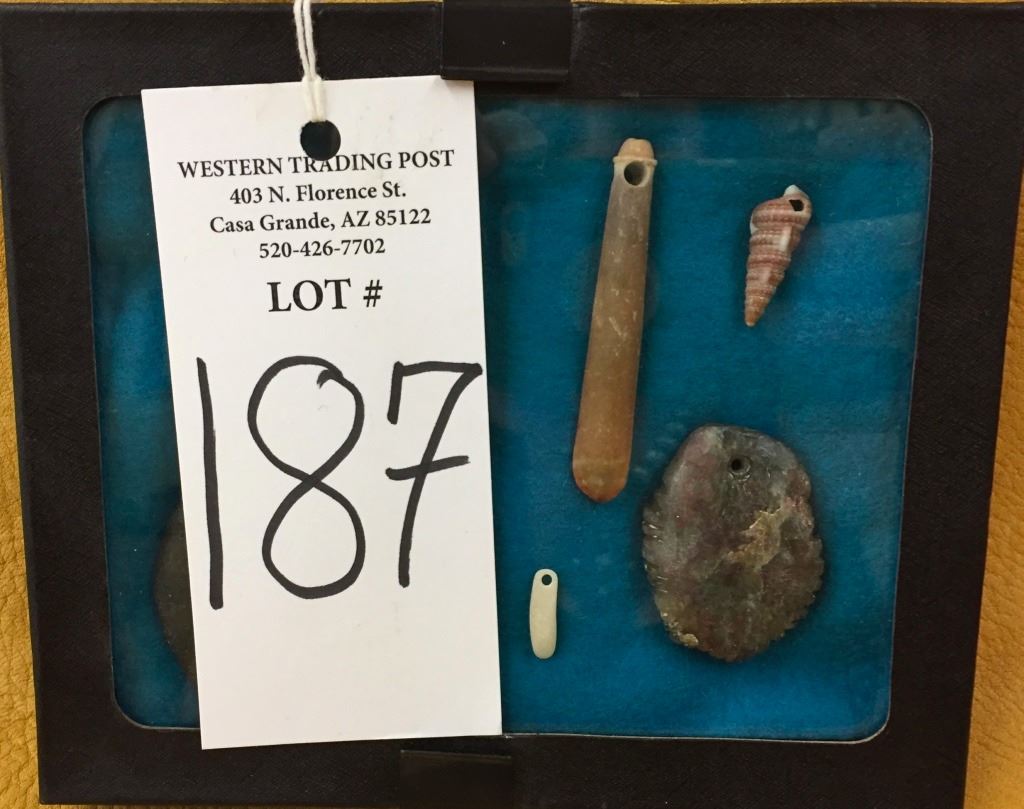 WESTERN TRADING POST
403 N. Florence St.
Casa Grande, AZ 85122
520-426-7702
LOT #
187